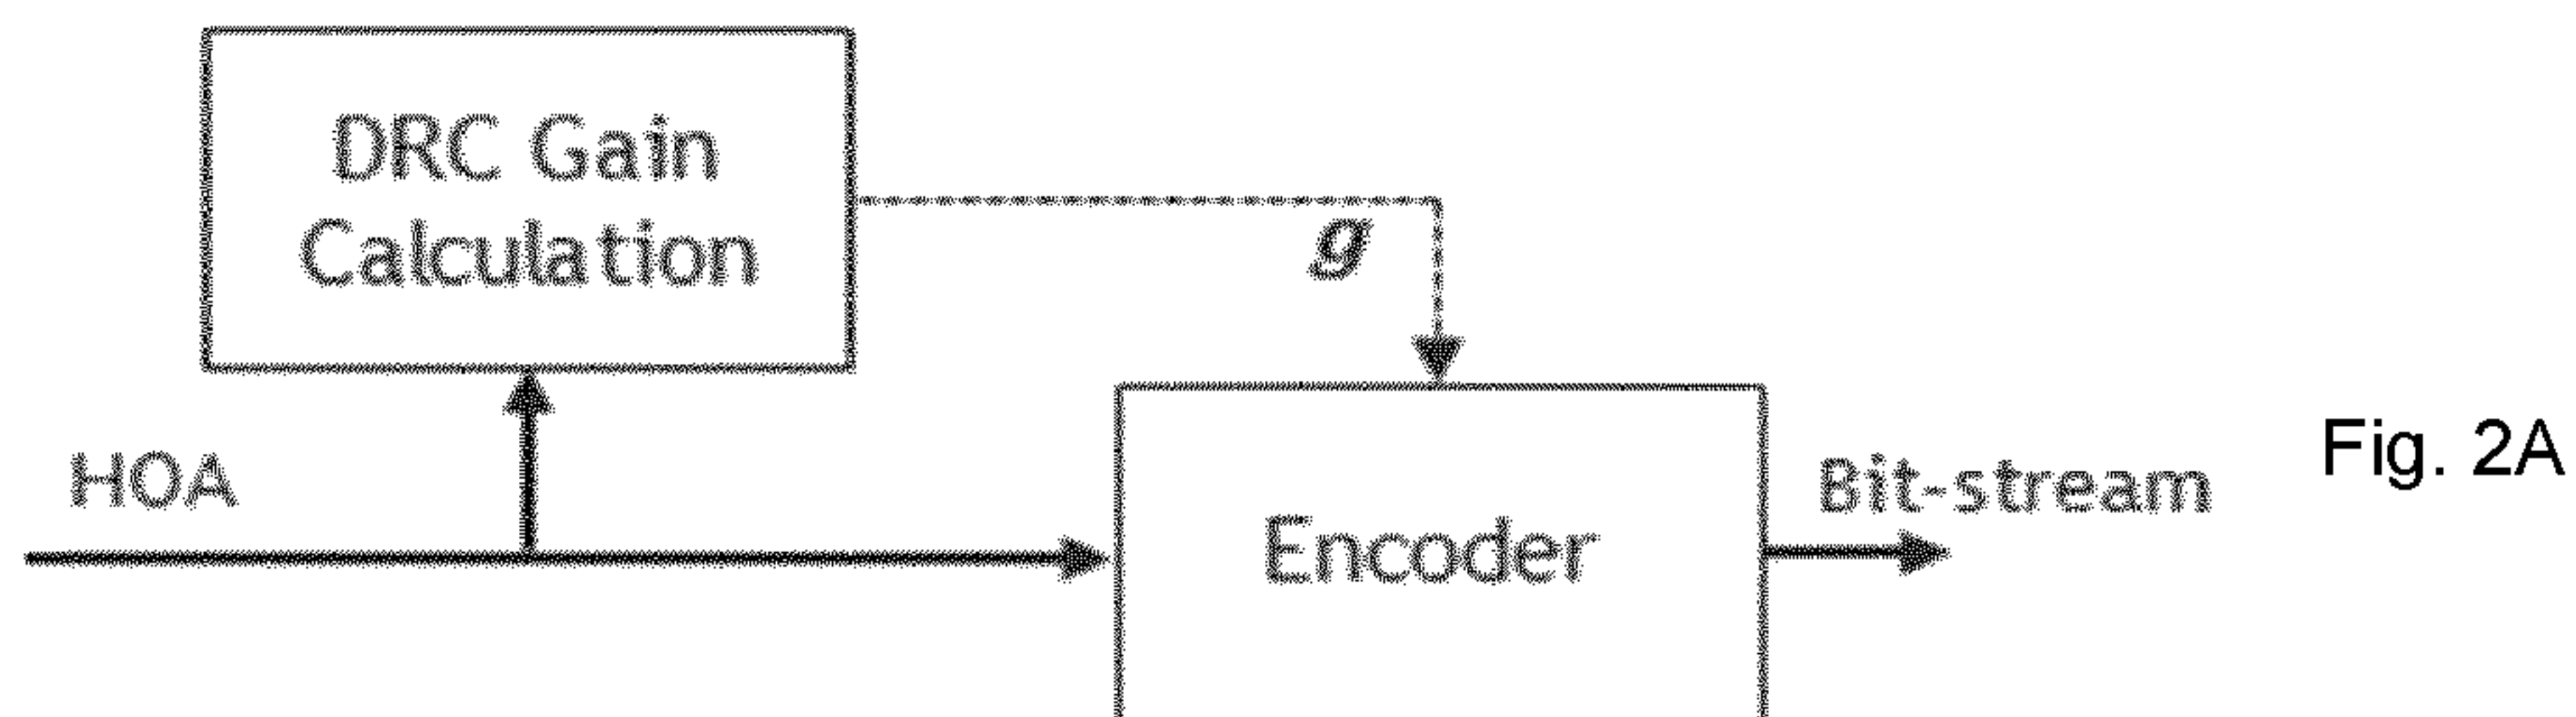 DRC Gain
Calculation
g
HOA
Encoder
Bit-stream
Fig. 2A